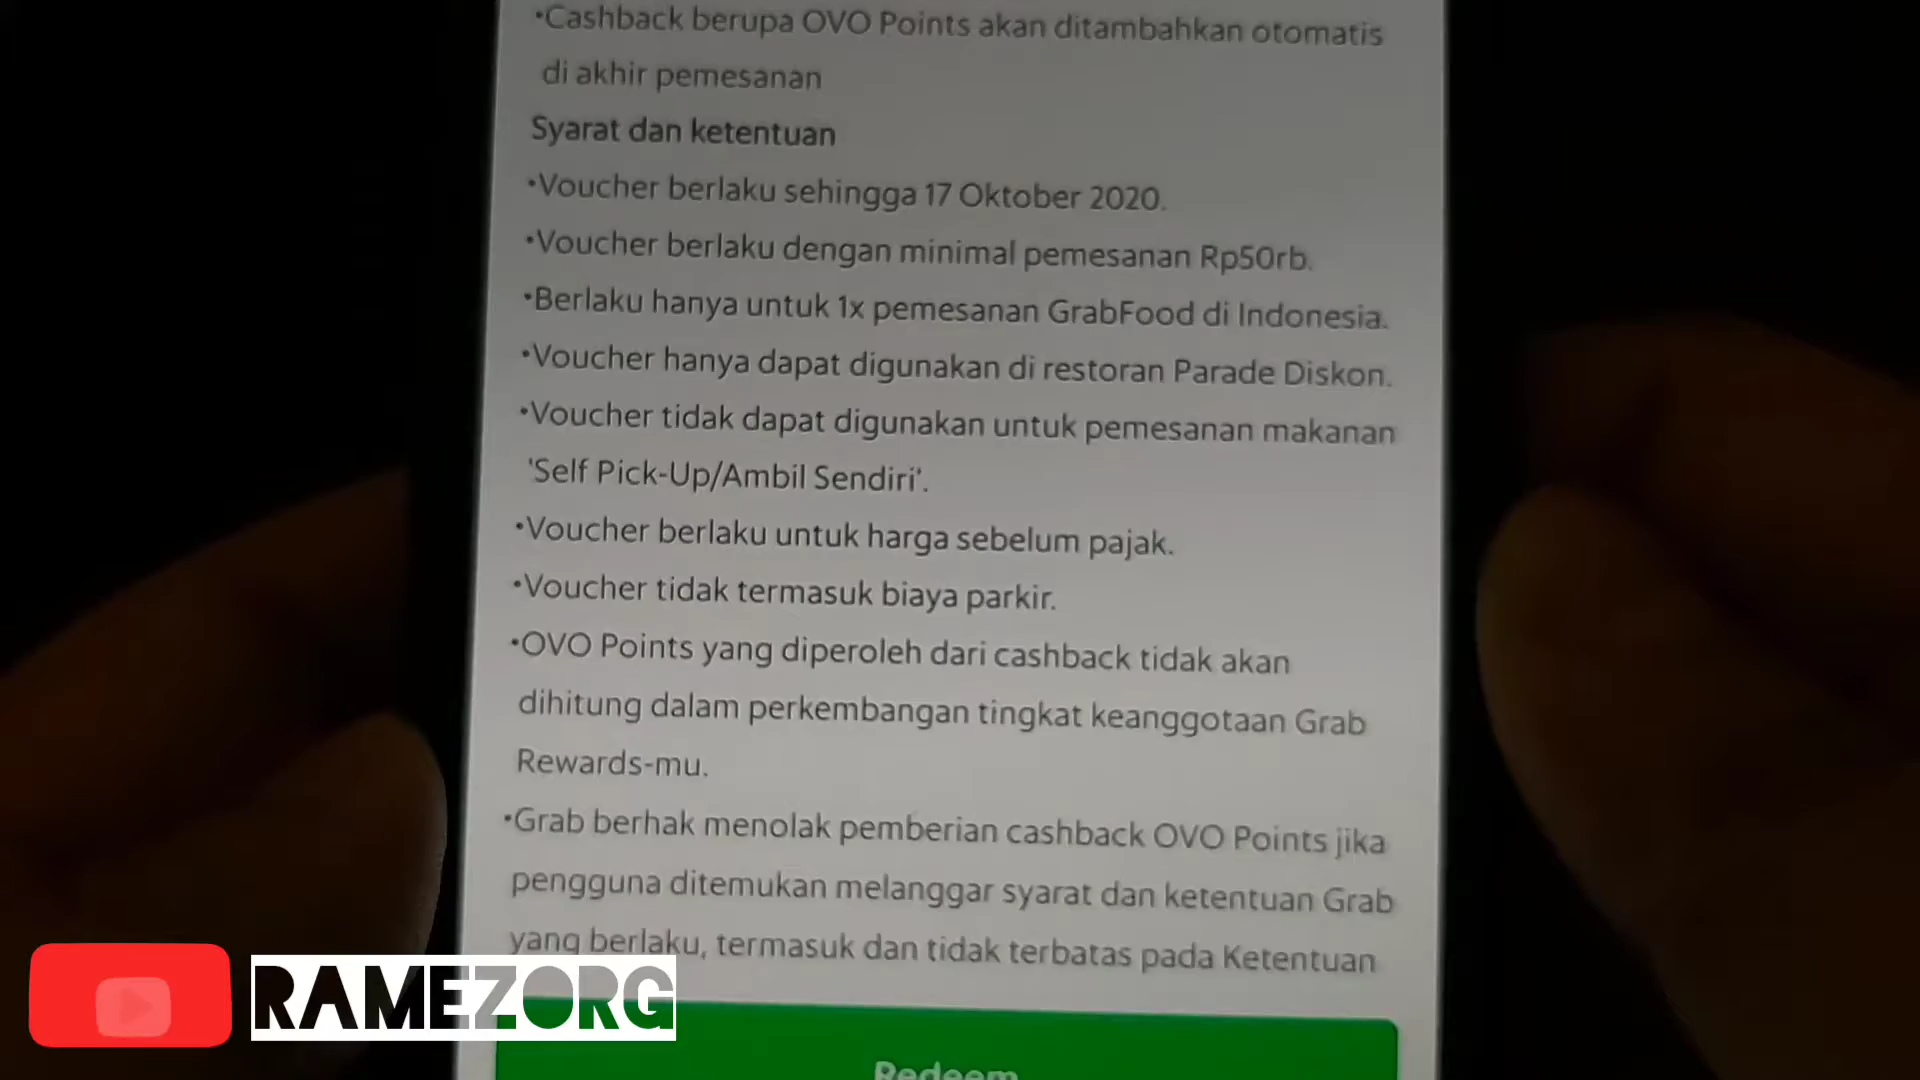 •Cashback berupa OVO Points akan ditambahkan otomatis
di akhir pemesanan
Syarat dan ketentuan
•Voucher berlaku sehingga 17 Oktober 2020.
•Voucher berlaku dengan minimal pemesanan Rp50rb.
•Berlaku hanya untuk 1x pemesanan GrabFood di Indonesia.
•Voucher hanya dapat digunakan di restoran Parade Diskon.
•Voucher tidak dapat digunakan untuk pemesanan makanan
'Self Pick-Up/Ambil Sendiri'.
•Voucher berlaku untuk harga sebelum pajak.
•Voucher tidak termasuk biaya parkir.
•OVO Points yang diperoleh dari cashback tidak akan
dihitung dalam perkembangan tingkat keanggotaan Grab
Rewards-mu.
•Grab berhak menolak pemberian cashback OVO Points jika
pengguna ditemukan melanggar syarat dan ketentuan Grab
yang berlaku, termasuk dan tidak terbatas pada Ketentuan
Redeem
RAMEZORG